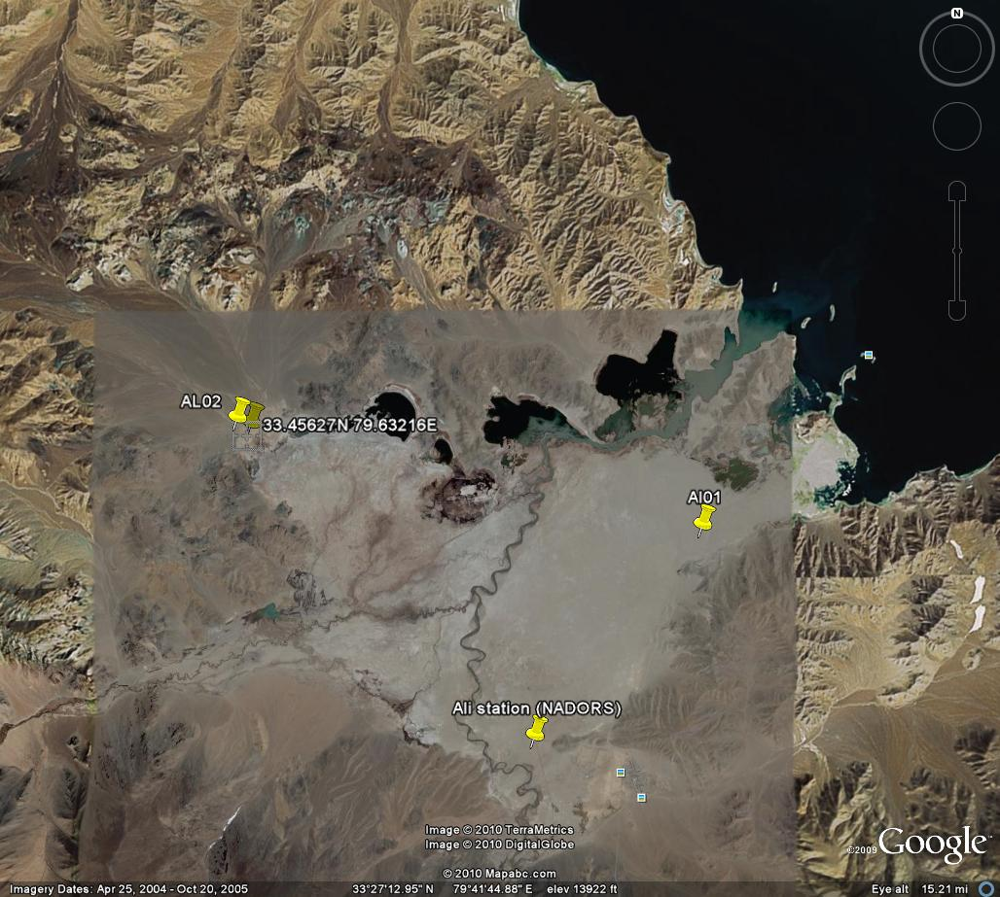 N
AL02
33.45627N 79.63216E
Al01
Ali station (NADORS)
Image © 2010 TerraMetrics
Image © 2010 DigitalGlobe
©2009 Google™
© 2010 Mapabc.com
Imagery Dates: Apr 25, 2004 - Oct 20, 2005 33°27'12.95" N 79°41'44.88" E elev 13922 ft Eye alt 15.21 mi